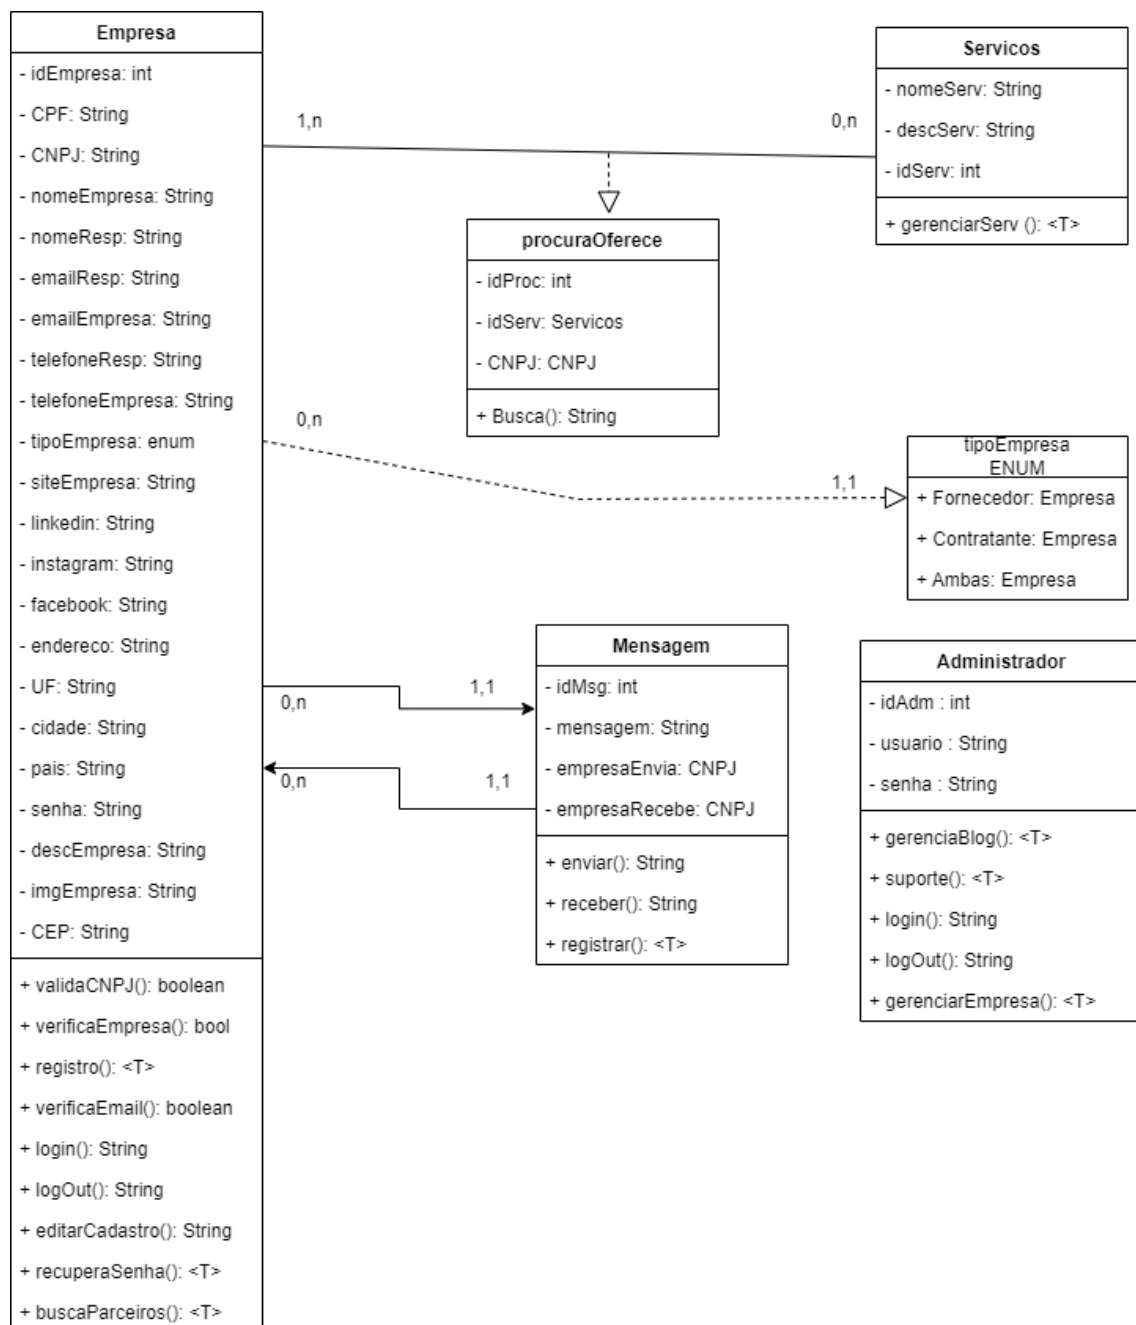 Empresa
- idEmpresa: int
- CPF: String
- CNPJ: String
- nomeEmpresa: String
- nomeResp: String
- emailResp: String
- emailEmpresa: String
- telefoneResp: String
- telefoneEmpresa: String
- tipoEmpresa: enum
- siteEmpresa: String
- linkedin: String
- instagram: String
- facebook: String
- endereco: String
- UF: String
- cidade: String
- pais: String
- senha: String
- descEmpresa: String
- imgEmpresa: String
- CEP: String
+ validaCNPJ(): boolean
+ verificaEmpresa(): bool
+ registro(): <T>
+ verificaEmail(): boolean
+ login(): String
+ logOut(): String
+ editarCadastro(): String
+ recuperaSenha(): <T>
+ buscaParceiros(): <T>
1,n
0,n
Servicos
- nomeServ: String
- descServ: String
- idServ: int
+ gerenciarServ (): <T>
procuraOferece
- idProc: int
- idServ: Servicos
- CNPJ: CNPJ
+ Busca(): String
0,n
1,1
tipoEmpresa
ENUM
+ Fornecedor: Empresa
+ Contratante: Empresa
+ Ambas: Empresa
0,n
1,1
0,n
1,1
Mensagem
- idMsg: int
- mensagem: String
- empresaEnvia: CNPJ
- empresaRecebe: CNPJ
+ enviar(): String
+ receber(): String
+ registrar(): <T>
Administrador
- idAdm : int
- usuario : String
- senha : String
+ gerenciaBlog(): <T>
+ suporte(): <T>
+ login(): String
+ logOut(): String
+ gerenciarEmpresa(): <T>